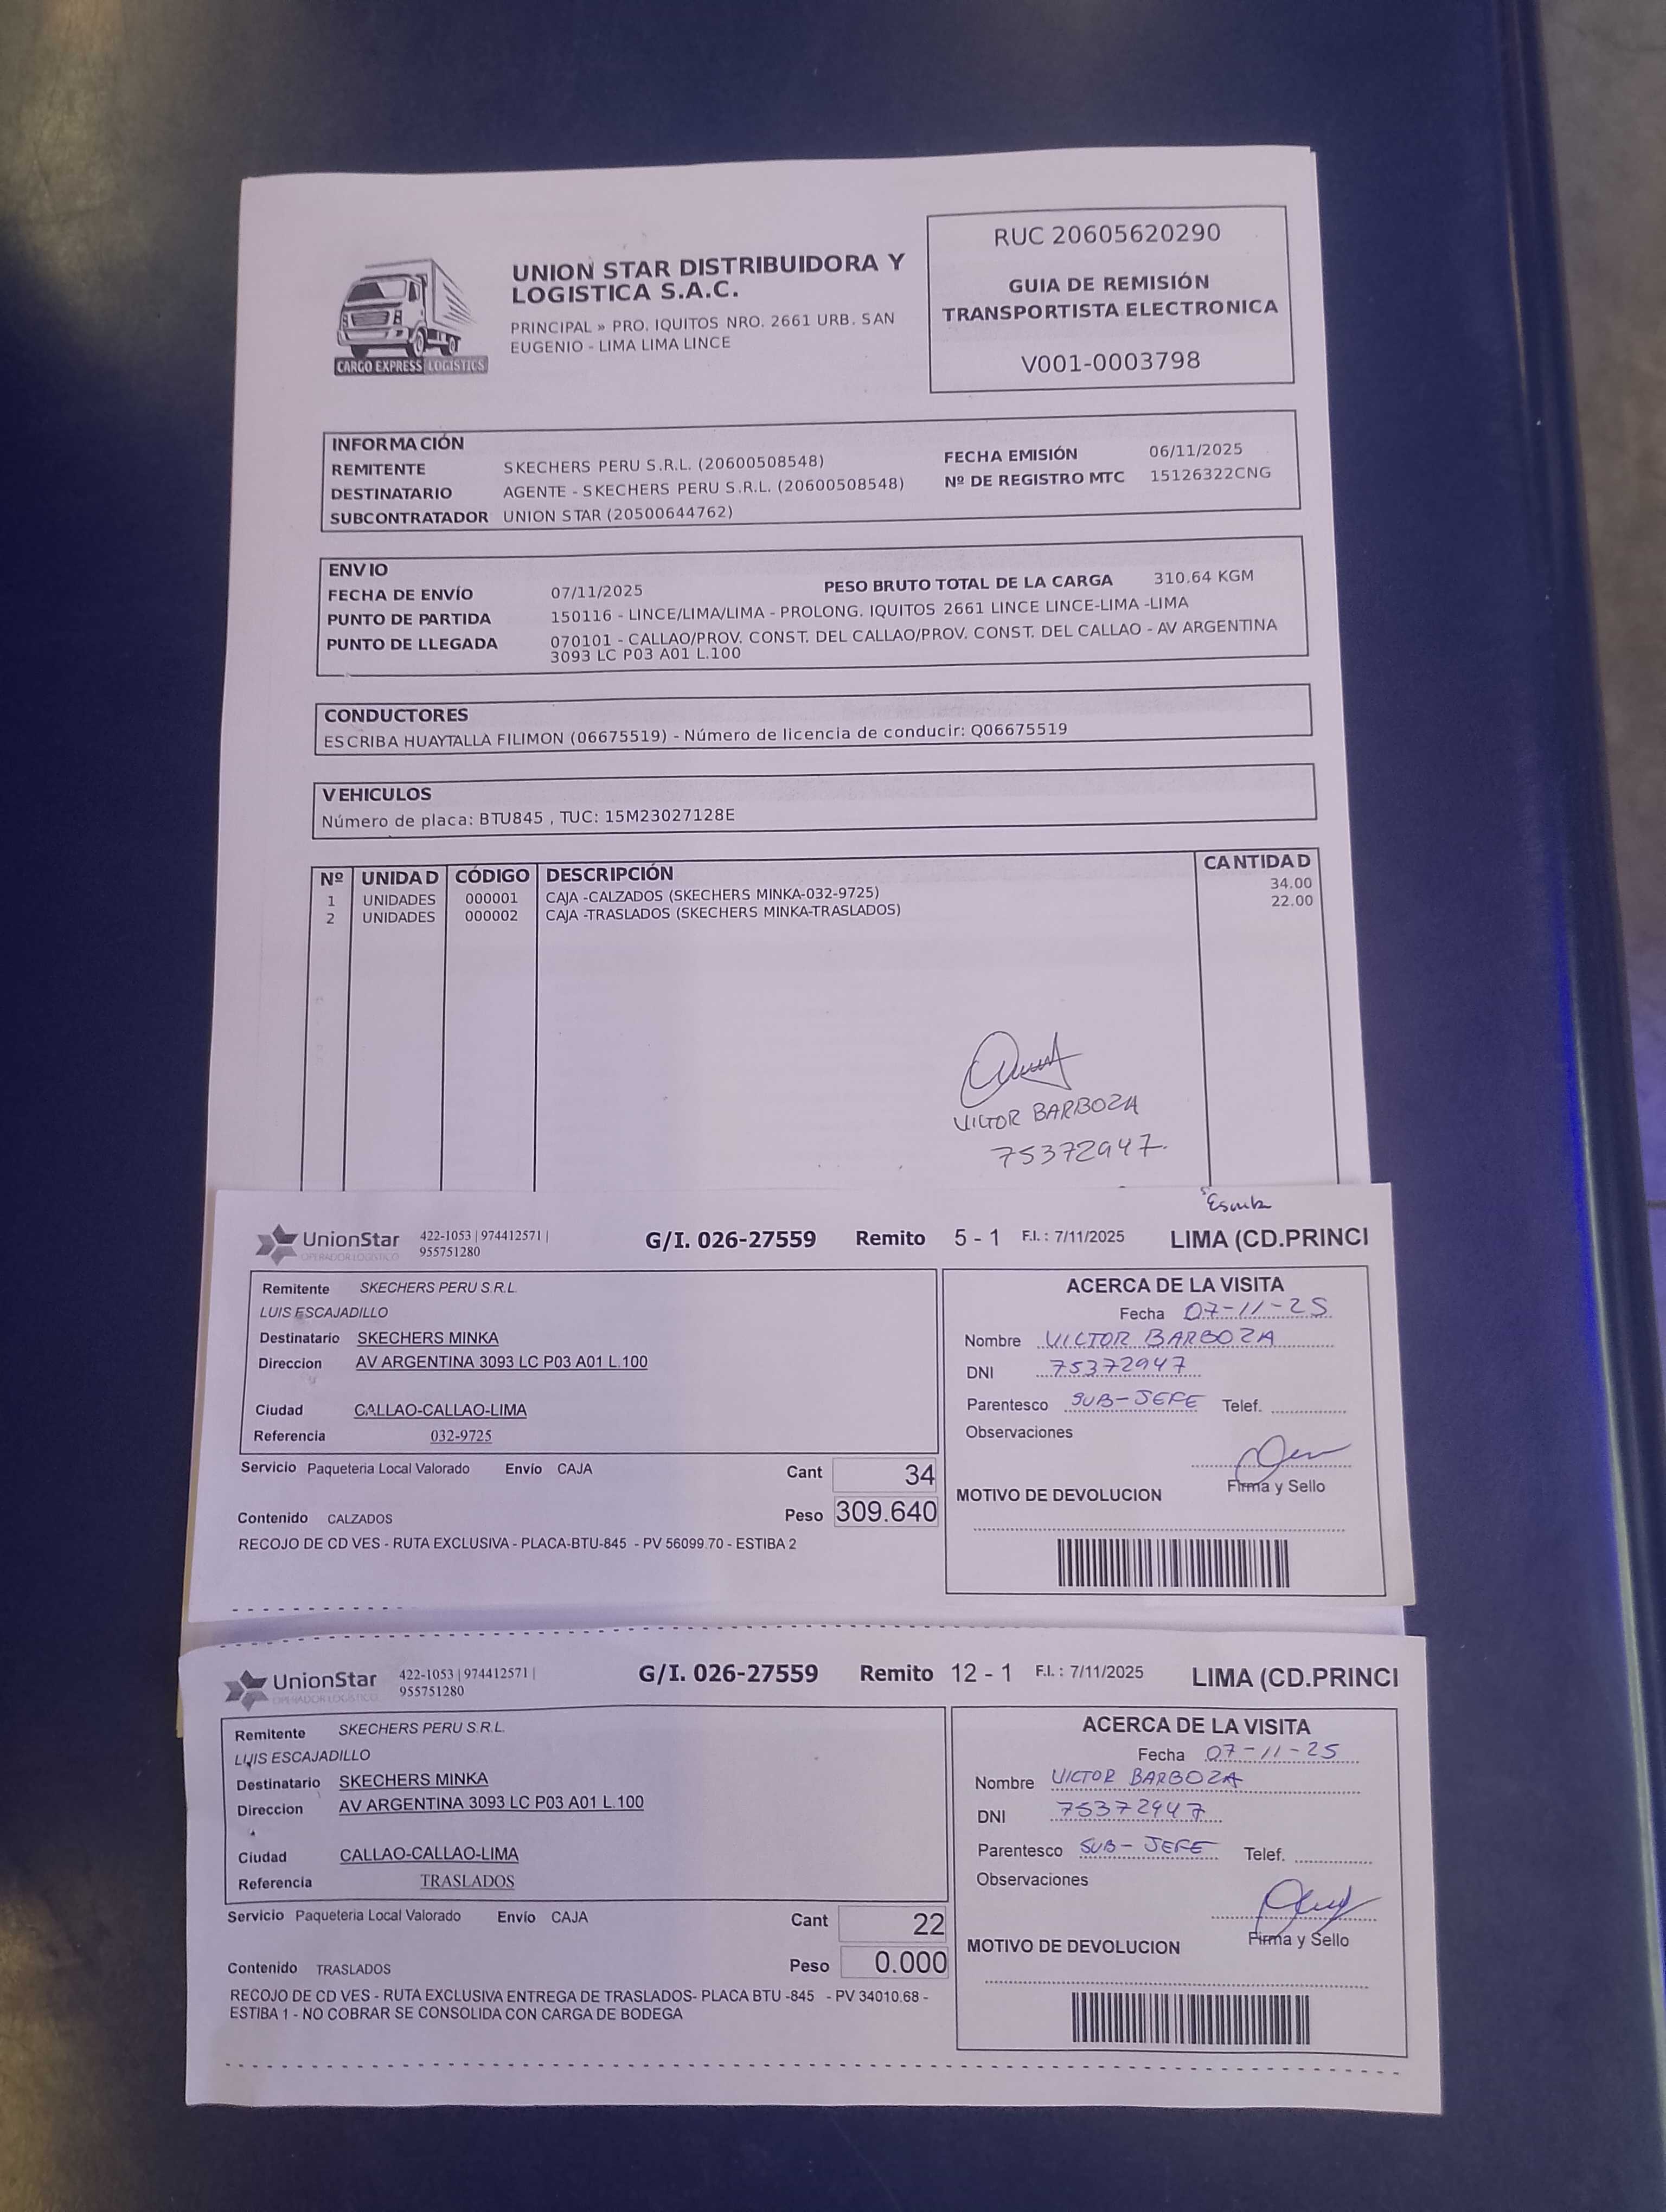 CARGO EXPRESS LOGISTICS
UNION STAR DISTRIBUIDORA Y
LOGISTICA S.A.C.
PRINCIPAL » PRO. IQUITOS NRO. 2661 URB. SAN
EUGENIO - LIMA LIMA LINCE
RUC 20605620290
GUIA DE REMISIÓN
TRANSPORTISTA ELECTRONICA
V001-0003798
INFORMACIÓN
REMITENTE SKECHERS PERU S.R.L. (20600508548) FECHA EMISIÓN 06/11/2025
DESTINATARIO AGENTE - SKECHERS PERU S.R.L. (20600508548) Nº DE REGISTRO MTC 15126322CNG
SUBCONTRATADOR UNION STAR (20500644762)
ENVIO
FECHA DE ENVÍO 07/11/2025 PESO BRUTO TOTAL DE LA CARGA 310.64 KGM
PUNTO DE PARTIDA 150116 - LINCE/LIMA/LIMA - PROLONG. IQUITOS 2661 LINCE LINCE-LIMA -LIMA
PUNTO DE LLEGADA 070101 - CALLAO/PROV. CONST. DEL CALLAO/PROV. CONST. DEL CALLAO - AV ARGENTINA
3093 LC P03 A01 L.100
CONDUCTORES
ESCRIBA HUAYTALLA FILIMON (06675519) - Número de licencia de conducir: Q06675519
VEHICULOS
Número de placa: BTU845 , TUC: 15M23027128E
Nº UNIDAD CÓDIGO DESCRIPCIÓN CANTIDAD
1 UNIDADES 000001 CAJA -CALZADOS (SKECHERS MINKA-032-9725) 34.00
2 UNIDADES 000002 CAJA -TRASLADOS (SKECHERS MINKA-TRASLADOS) 22.00
VICTOR BARBOZA
75372947
UnionStar 422-1053 | 974412571 | G/I. 026-27559 Remito 5 - 1 F.I. : 7/11/2025 LIMA (CD.PRINCI
OPERADOR LOGISTICO 955751280
Remitente SKECHERS PERU S.R.L.
LUIS ESCAJADILLO
Destinatario SKECHERS MINKA
Direccion AV ARGENTINA 3093 LC P03 A01 L.100
Ciudad CALLAO-CALLAO-LIMA
Referencia 032-9725
Servicio Paqueteria Local Valorado Envío CAJA Cant 34
Contenido CALZADOS Peso 309.640
RECOJO DE CD VES - RUTA EXCLUSIVA - PLACA-BTU-845 - PV 56099.70 - ESTIBA 2
ACERCA DE LA VISITA
Fecha 07-11-25
Nombre VICTOR BARBOZA
DNI 75372947
Parentesco SUB-JEFE Telef.
Observaciones
Firma y Sello
MOTIVO DE DEVOLUCION
UnionStar 422-1053 | 974412571 | G/I. 026-27559 Remito 12 - 1 F.I. : 7/11/2025 LIMA (CD.PRINCI
OPERADOR LOGISTICO 955751280
Remitente SKECHERS PERU S.R.L.
LUIS ESCAJADILLO
Destinatario SKECHERS MINKA
Direccion AV ARGENTINA 3093 LC P03 A01 L.100
Ciudad CALLAO-CALLAO-LIMA
Referencia TRASLADOS
Servicio Paqueteria Local Valorado Envío CAJA Cant 22
Contenido TRASLADOS Peso 0.000
RECOJO DE CD VES - RUTA EXCLUSIVA ENTREGA DE TRASLADOS- PLACA BTU -845 - PV 34010.68 -
ESTIBA 1 - NO COBRAR SE CONSOLIDA CON CARGA DE BODEGA
ACERCA DE LA VISITA
Fecha 07-11-25
Nombre VICTOR BARBOZA
DNI 75372947
Parentesco SUB-JEFE Telef.
Observaciones
Firma y Sello
MOTIVO DE DEVOLUCION